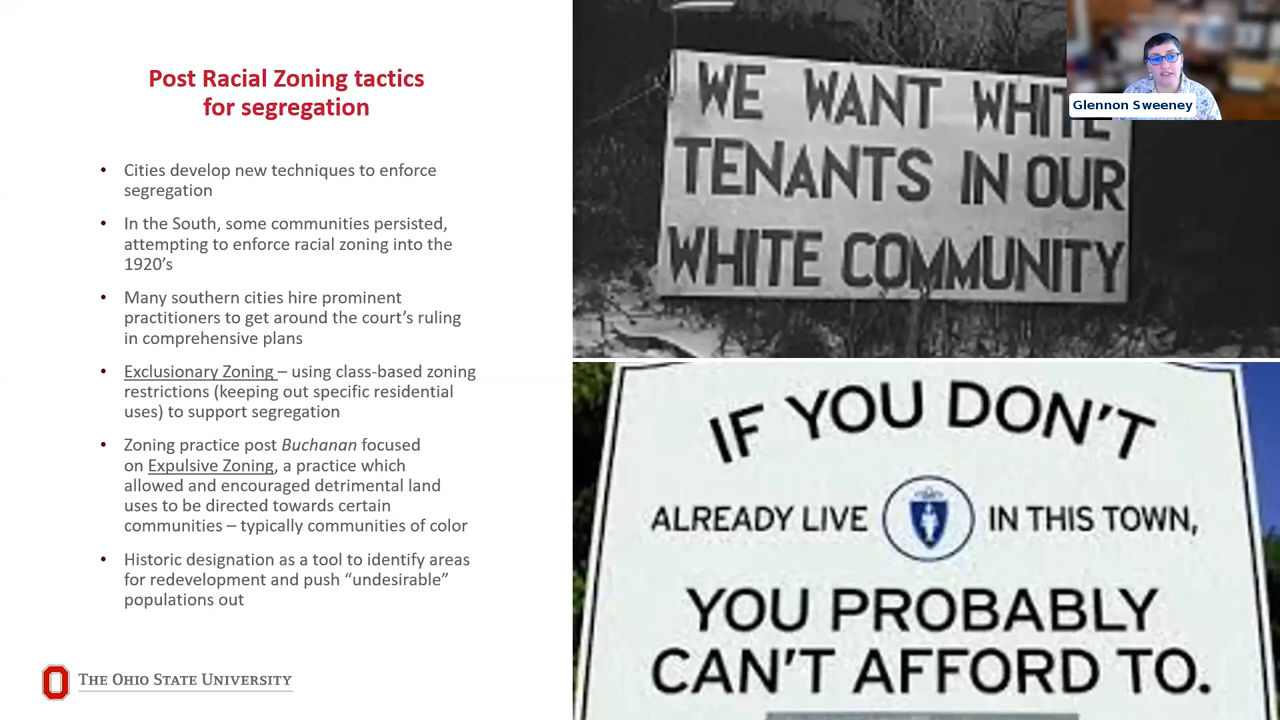 Post Racial Zoning tactics
for segregation
• Cities develop new techniques to enforce
segregation
• In the South, some communities persisted,
attempting to enforce racial zoning into the
1920's
• Many southern cities hire prominent
practitioners to get around the court's ruling
in comprehensive plans
• Exclusionary Zoning – using class-based zoning
restrictions (keeping out specific residential
uses) to support segregation
• Zoning practice post Buchanan focused
on Expulsive Zoning, a practice which
allowed and encouraged detrimental land
uses to be directed towards certain
communities – typically communities of color
• Historic designation as a tool to identify areas
for redevelopment and push “undesirable”
populations out
THE OHIO STATE UNIVERSITY
WE WANT WHITE
TENANTS IN OUR
WHITE COMMUNITY
Glennon Sweeney
IF YOU DON'T
ALREADY LIVE IN THIS TOWN,
YOU PROBABLY
CAN'T AFFORD TO.